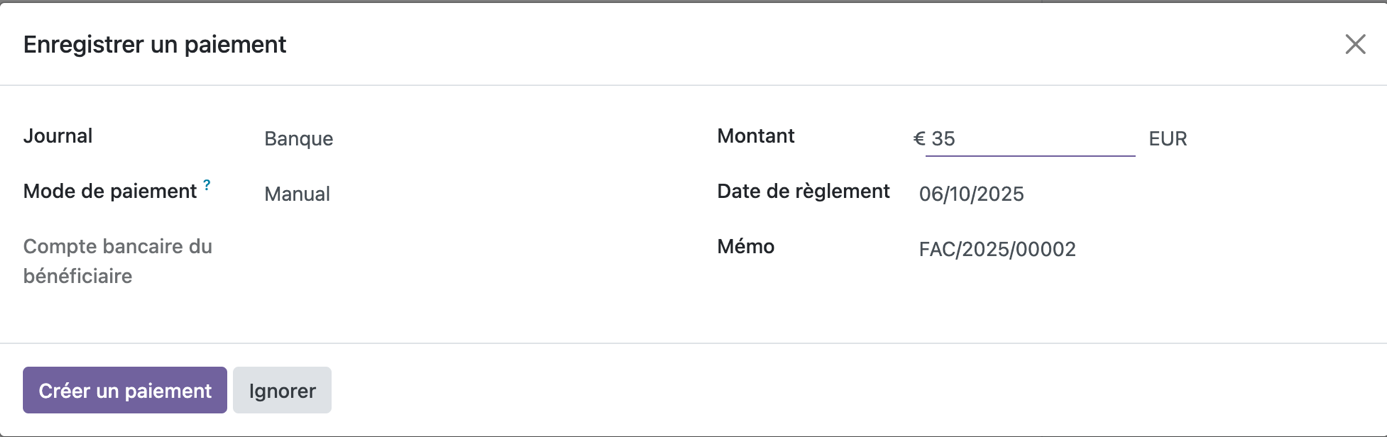 Enregistrer un paiement
Journal Banque
Montant € 35 EUR
Mode de paiement ? Manual
Date de règlement 06/10/2025
Compte bancaire du
bénéficiaire
Mémo FAC/2025/00002
Créer un paiement Ignorer